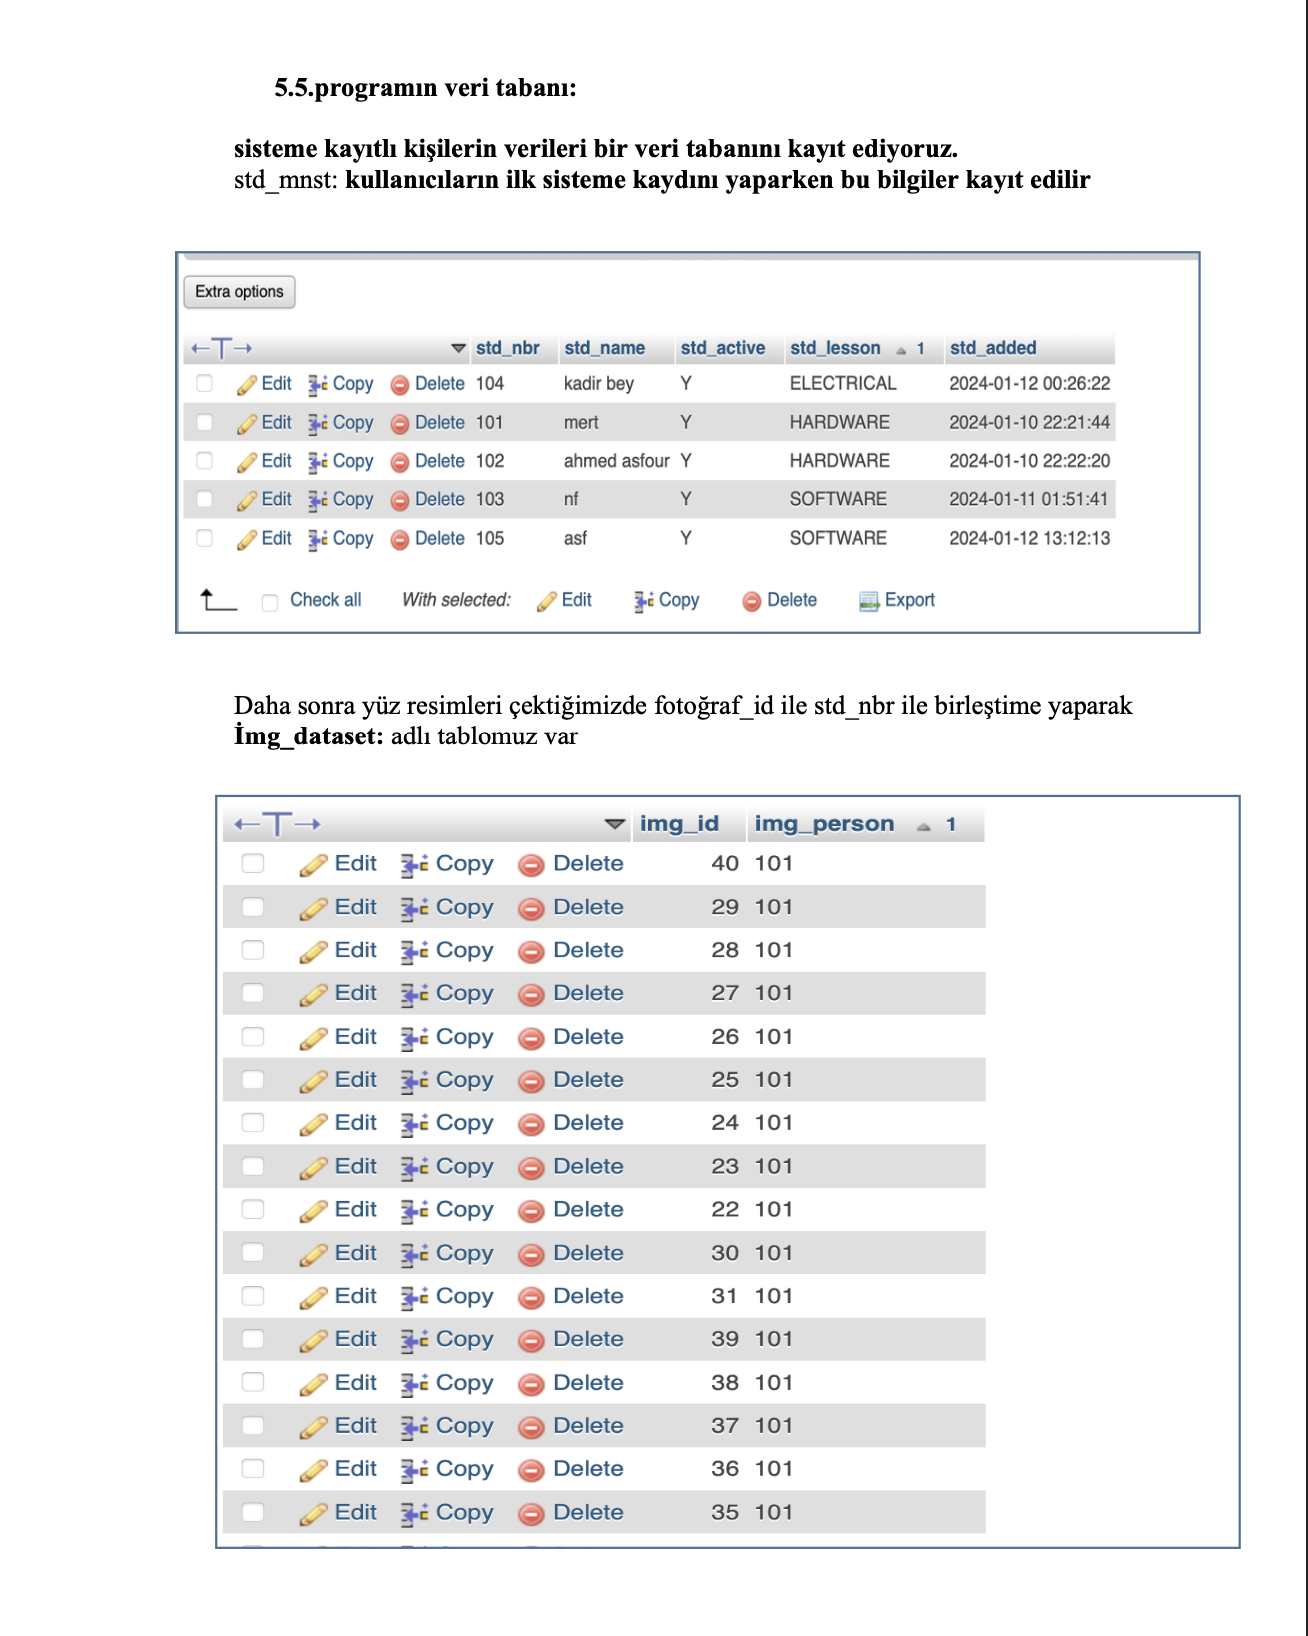 5.5.programın veri tabanı:
sisteme kayıtlı kişilerin verileri bir veri tabanını kayıt ediyoruz.
std_mnst: kullanıcıların ilk sisteme kaydını yaparken bu bilgiler kayıt edilir
Extra options
←T→ std_nbr std_name std_active std_lesson 1 std_added
Edit Copy Delete 104 kadir bey Y ELECTRICAL 2024-01-12 00:26:22
Edit Copy Delete 101 mert Y HARDWARE 2024-01-10 22:21:44
Edit Copy Delete 102 ahmed asfour Y HARDWARE 2024-01-10 22:22:20
Edit Copy Delete 103 nf Y SOFTWARE 2024-01-11 01:51:41
Edit Copy Delete 105 asf Y SOFTWARE 2024-01-12 13:12:13
Check all With selected: Edit Copy Delete Export
Daha sonra yüz resimleri çektiğimizde fotoğraf_id ile std_nbr ile birleştime yaparak
İmg_dataset: adlı tablomuz var
←T→ img_id img_person 1
Edit Copy Delete 40 101
Edit Copy Delete 29 101
Edit Copy Delete 28 101
Edit Copy Delete 27 101
Edit Copy Delete 26 101
Edit Copy Delete 25 101
Edit Copy Delete 24 101
Edit Copy Delete 23 101
Edit Copy Delete 22 101
Edit Copy Delete 30 101
Edit Copy Delete 31 101
Edit Copy Delete 39 101
Edit Copy Delete 38 101
Edit Copy Delete 37 101
Edit Copy Delete 36 101
Edit Copy Delete 35 101